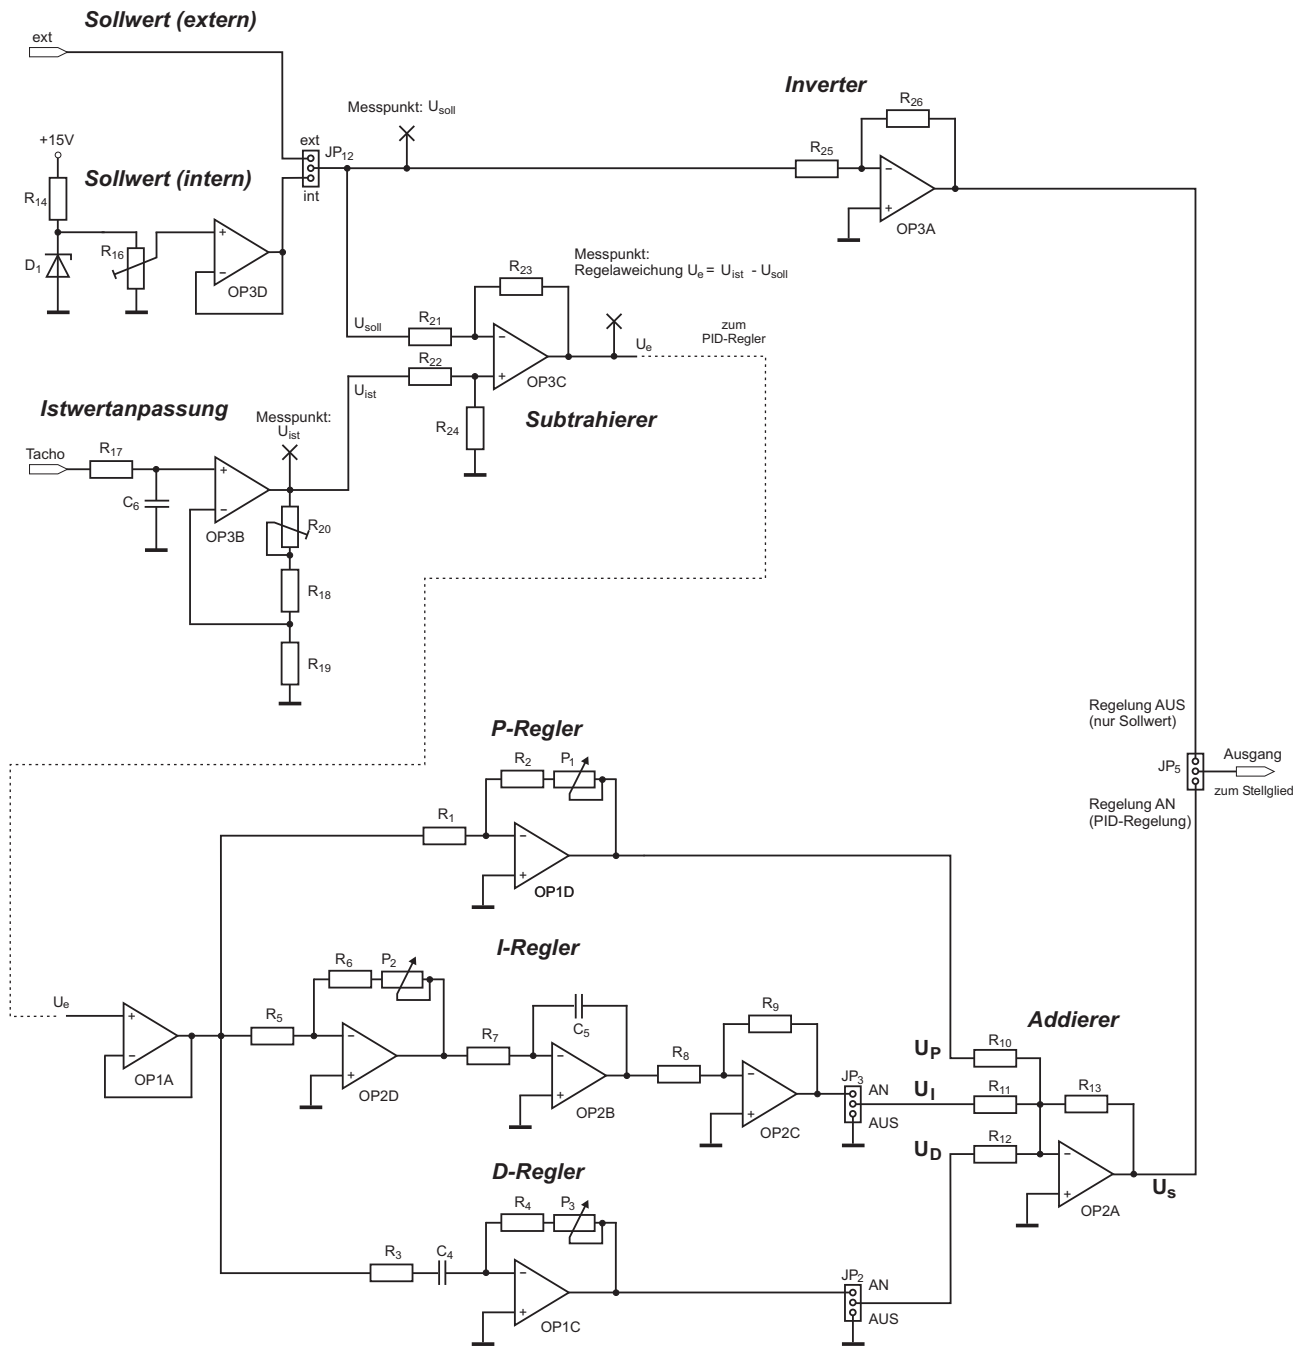 Sollwert (extern)
ext
Inverter
R26
Messpunkt: Usoll
+15V
ext
JP12
R25
Sollwert (intern)
R14
int
−
+
OP3A
R16
+
−
D1
OP3D
Messpunkt:
Regelaweichung Ue = Uist - Usoll
R23
Usoll
R21
−
zum
PID-Regler
Ue
R22
+
OP3C
Uist
Istwertanpassung
Messpunkt:
Uist
Subtrahierer
R24
Tacho
R17
+
C6
−
OP3B
R20
R18
R19
Regelung AUS
(nur Sollwert)
P-Regler
R2
P1
JP5
Ausgang
zum Stellglied
Regelung AN
(PID-Regelung)
R1
−
+
OP1D
I-Regler
R6
P2
Ue
+
−
OP1A
R5
−
+
OP2D
R7
C5
−
+
OP2B
R8
R9
−
+
OP2C
Addierer
UP
R10
JP3
AN
AUS
UI
R11
R13
UD
R12
−
+
OP2A
Us
D-Regler
R4
P3
R3
C4
−
+
OP1C
JP2
AN
AUS